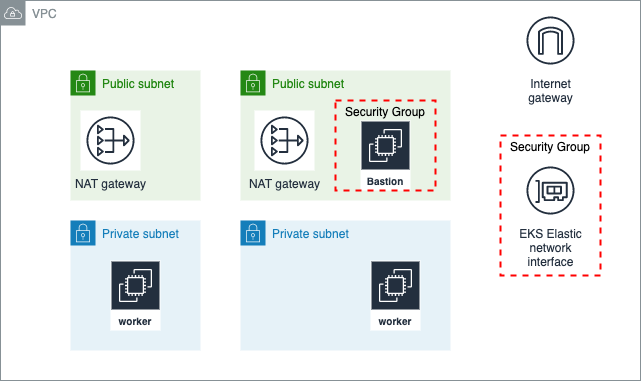 VPC
Public subnet
Public subnet
Internet
gateway
Security Group
NAT gateway
NAT gateway
Bastion
Security Group
EKS Elastic
network
interface
Private subnet
Private subnet
worker
worker